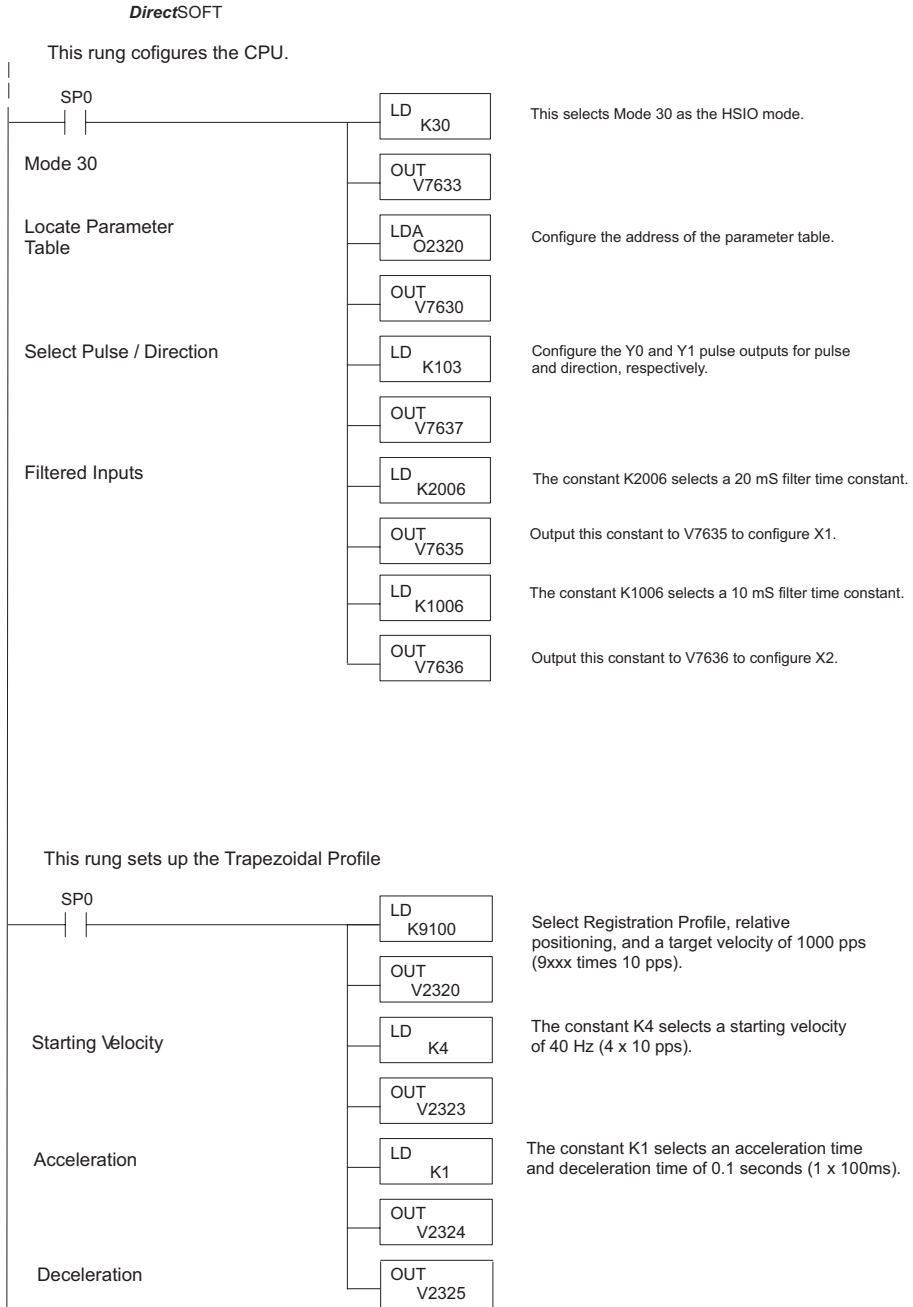 DirectSOFT
This rung cofigures the CPU.
SP0
LD
K30
This selects Mode 30 as the HSIO mode.
Mode 30
OUT
V7633
Locate Parameter
Table
LDA
O2320
Configure the address of the parameter table.
OUT
V7630
Select Pulse / Direction
LD
K103
Configure the Y0 and Y1 pulse outputs for pulse
and direction, respectively.
OUT
V7637
Filtered Inputs
LD
K2006
The constant K2006 selects a 20 mS filter time constant.
OUT
V7635
Output this constant to V7635 to configure X1.
LD
K1006
The constant K1006 selects a 10 mS filter time constant.
OUT
V7636
Output this constant to V7636 to configure X2.
This rung sets up the Trapezoidal Profile
SP0
LD
K9100
Select Registration Profile, relative
positioning, and a target velocity of 1000 pps
(9xxx times 10 pps).
OUT
V2320
Starting Velocity
LD
K4
The constant K4 selects a starting velocity
of 40 Hz (4 x 10 pps).
OUT
V2323
Acceleration
LD
K1
The constant K1 selects an acceleration time
and deceleration time of 0.1 seconds (1 x 100ms).
OUT
V2324
Deceleration
OUT
V2325